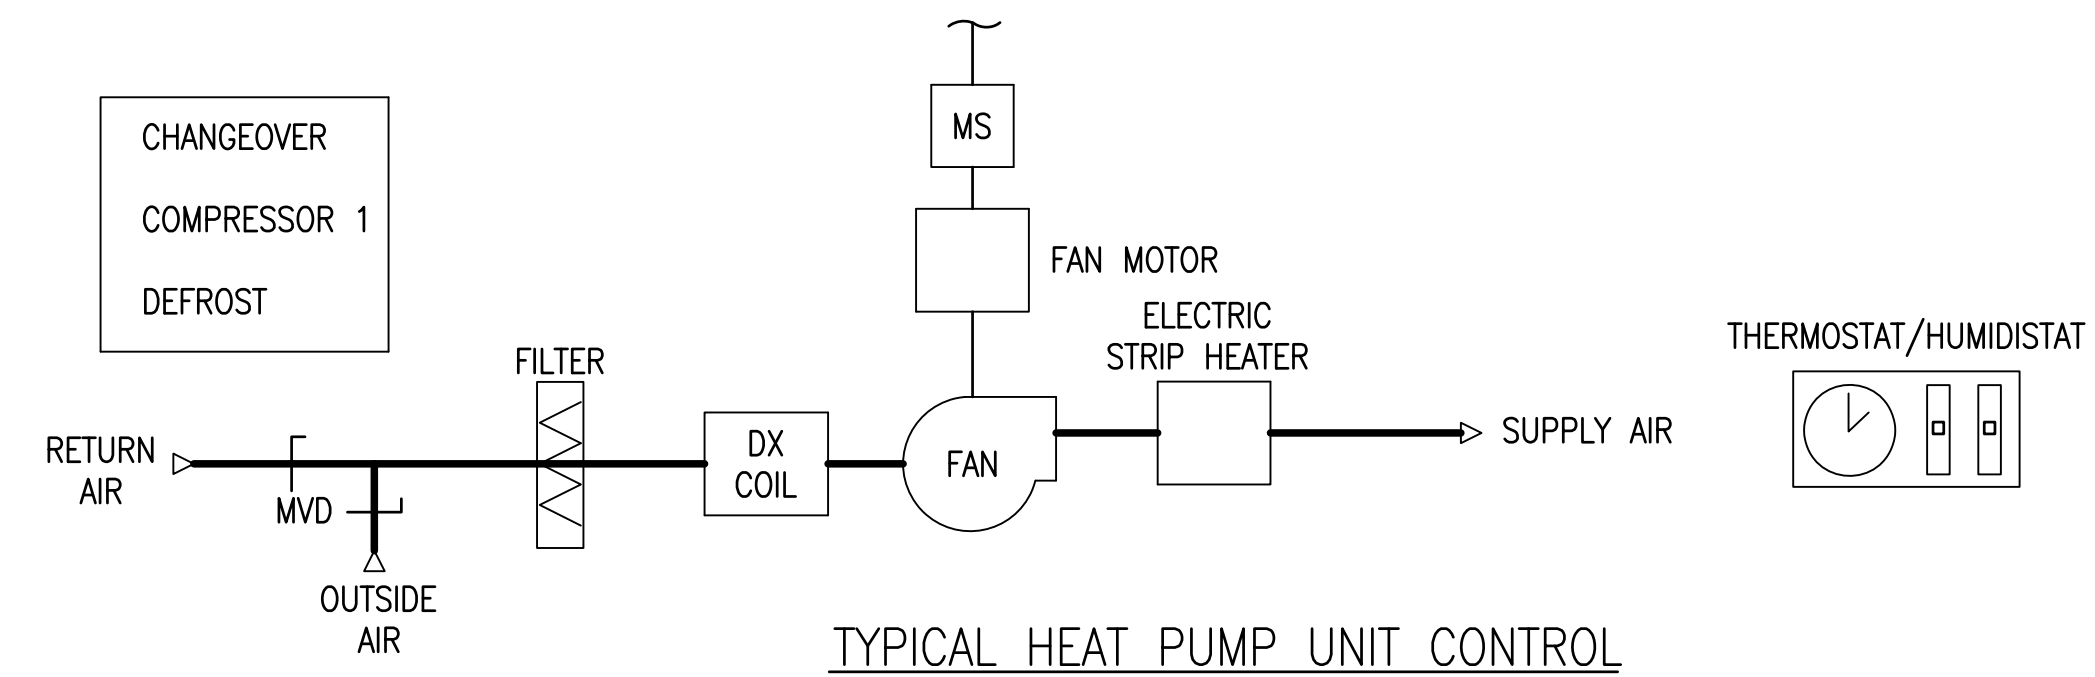 MS
CHANGEOVER
COMPRESSOR 1
DEFROST
FAN MOTOR
ELECTRIC
STRIP HEATER
THERMOSTAT/HUMIDISTAT
FILTER
RETURN
AIR
DX
COIL
FAN
SUPPLY AIR
MVD
OUTSIDE
AIR
TYPICAL HEAT PUMP UNIT CONTROL